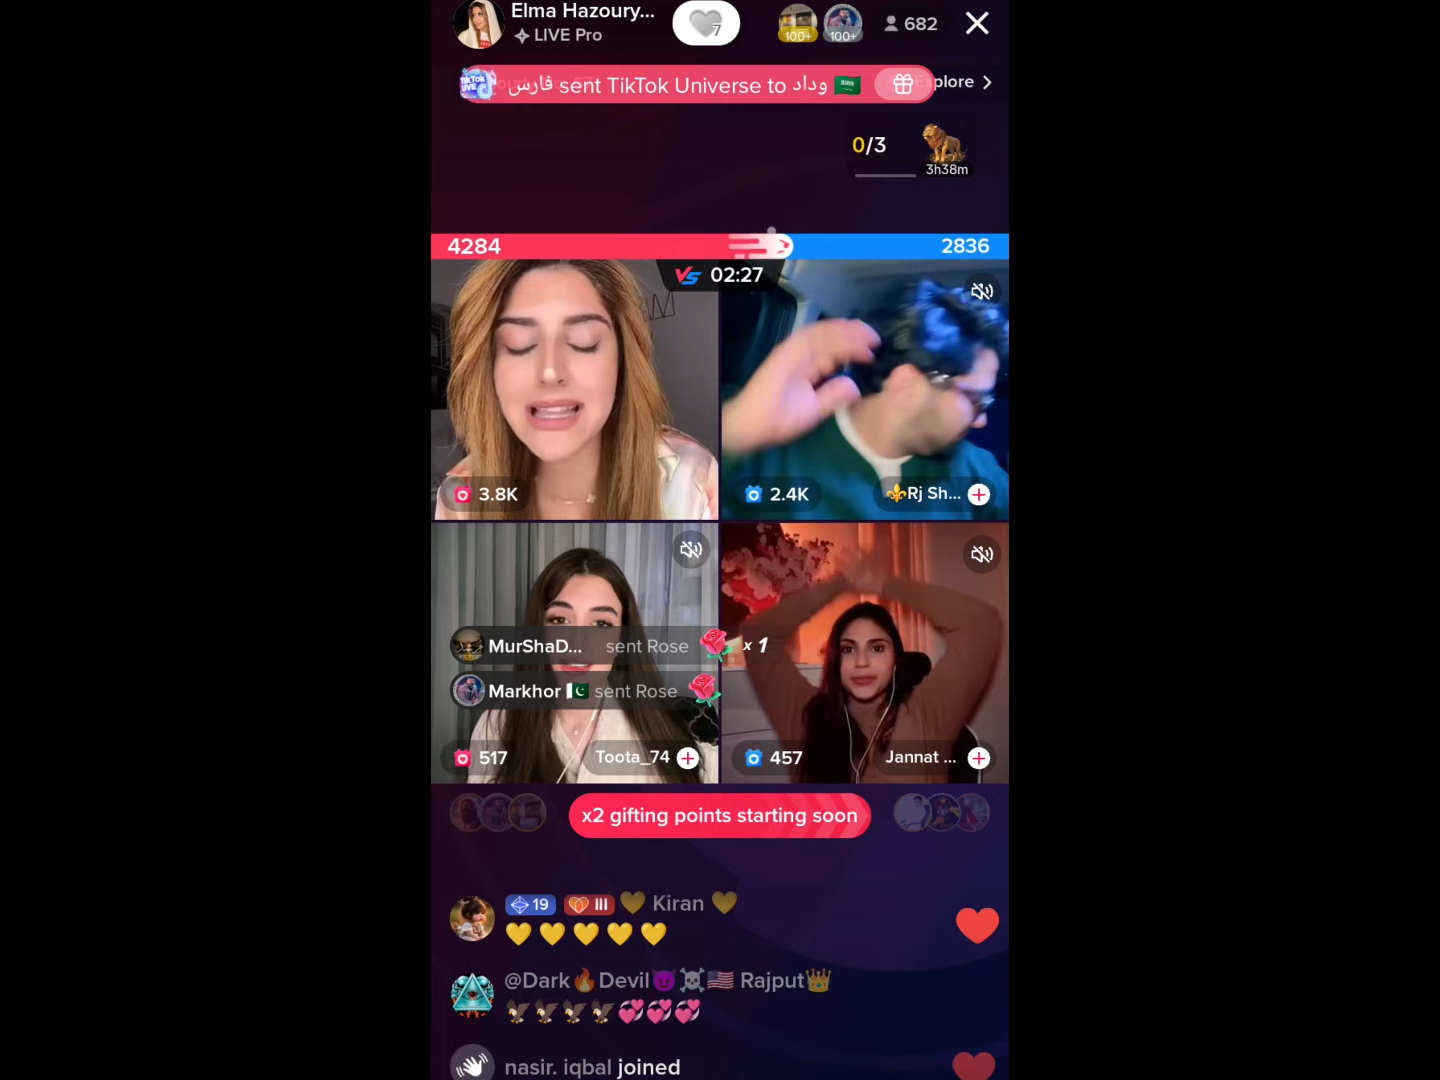 Elma Hazoury...
LIVE Pro
7
100+
100+
682
فارس sent TikTok Universe to وداد 🇸🇦
Explore >
0/3
3h38m
4284
2836
VS 02:27
3.8K
2.4K
⚜️Rj Sh...
MurShaD... sent Rose x 1
Markhor 🇵🇰 sent Rose
517
Toota_74
457
Jannat ...
x2 gifting points starting soon
19 III 💛 Kiran 💛
💛 💛 💛 💛 💛
@Dark🔥Devil😈☠️🇺🇸 Rajput👑
🦅🦅🦅🦅💞💞💞
nasir. iqbal joined